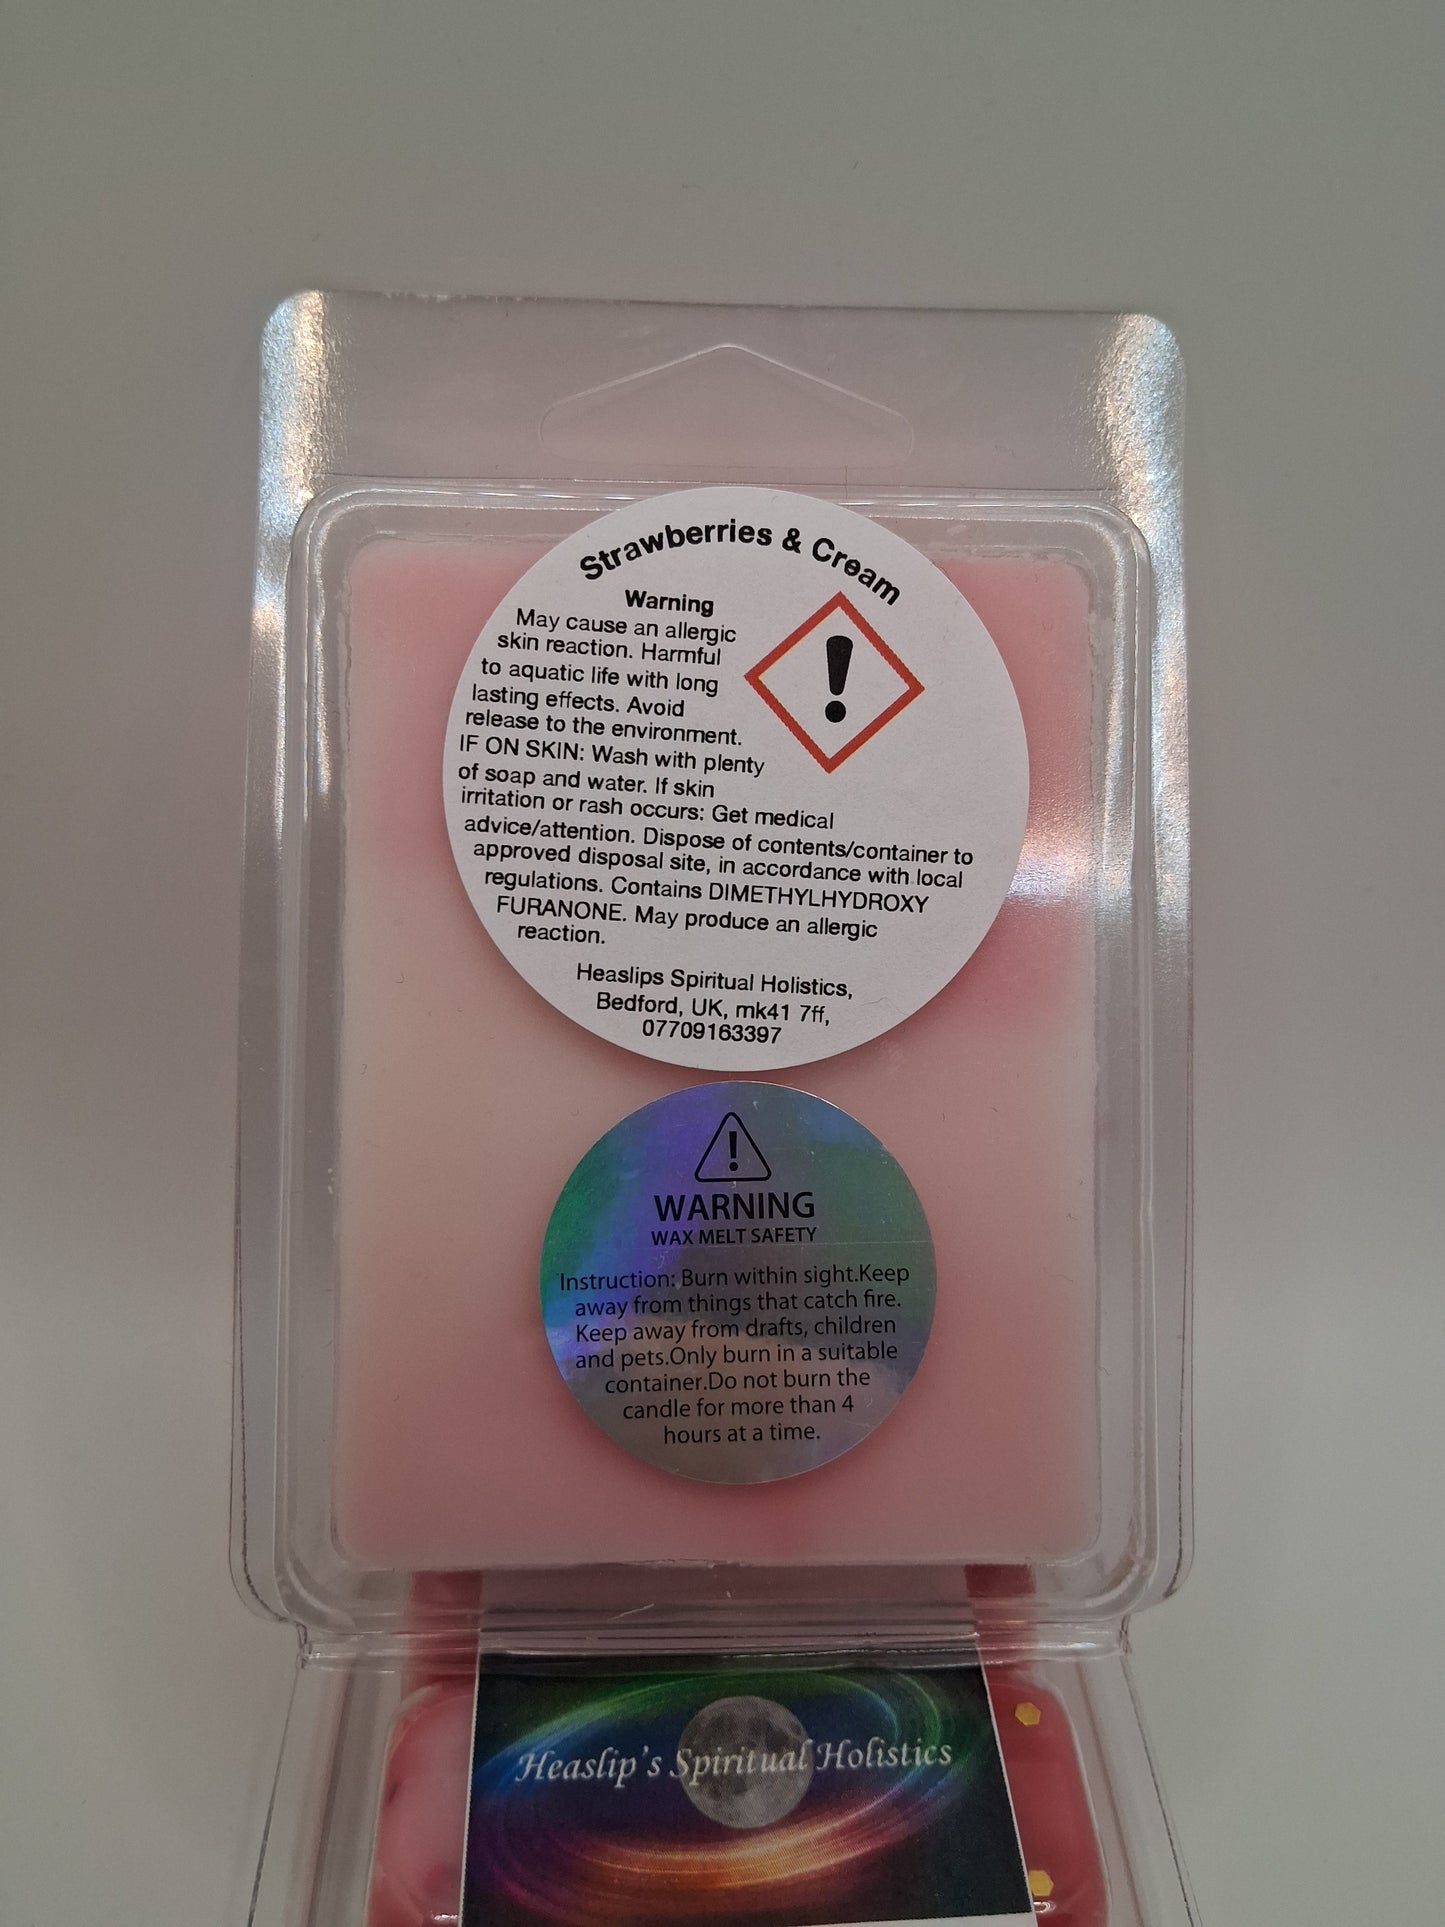 Strawberries & Cream
Warning
May cause an allergic
skin reaction. Harmful
to aquatic life with long
lasting effects. Avoid
release to the environment.
IF ON SKIN: Wash with plenty
of soap and water. If skin
irritation or rash occurs: Get medical
advice/attention. Dispose of contents/container to
approved disposal site, in accordance with local
regulations. Contains DIMETHYLHYDROXY
FURANONE. May produce an allergic
reaction.
Heaslips Spiritual Holistics,
Bedford, UK, mk41 7ff,
07709163397
WARNING
WAX MELT SAFETY
Instruction: Burn within sight.Keep
away from things that catch fire.
Keep away from drafts, children
and pets.Only burn in a suitable
container.Do not burn the
candle for more than 4
hours at a time.
Heaslip's Spiritual Holistics